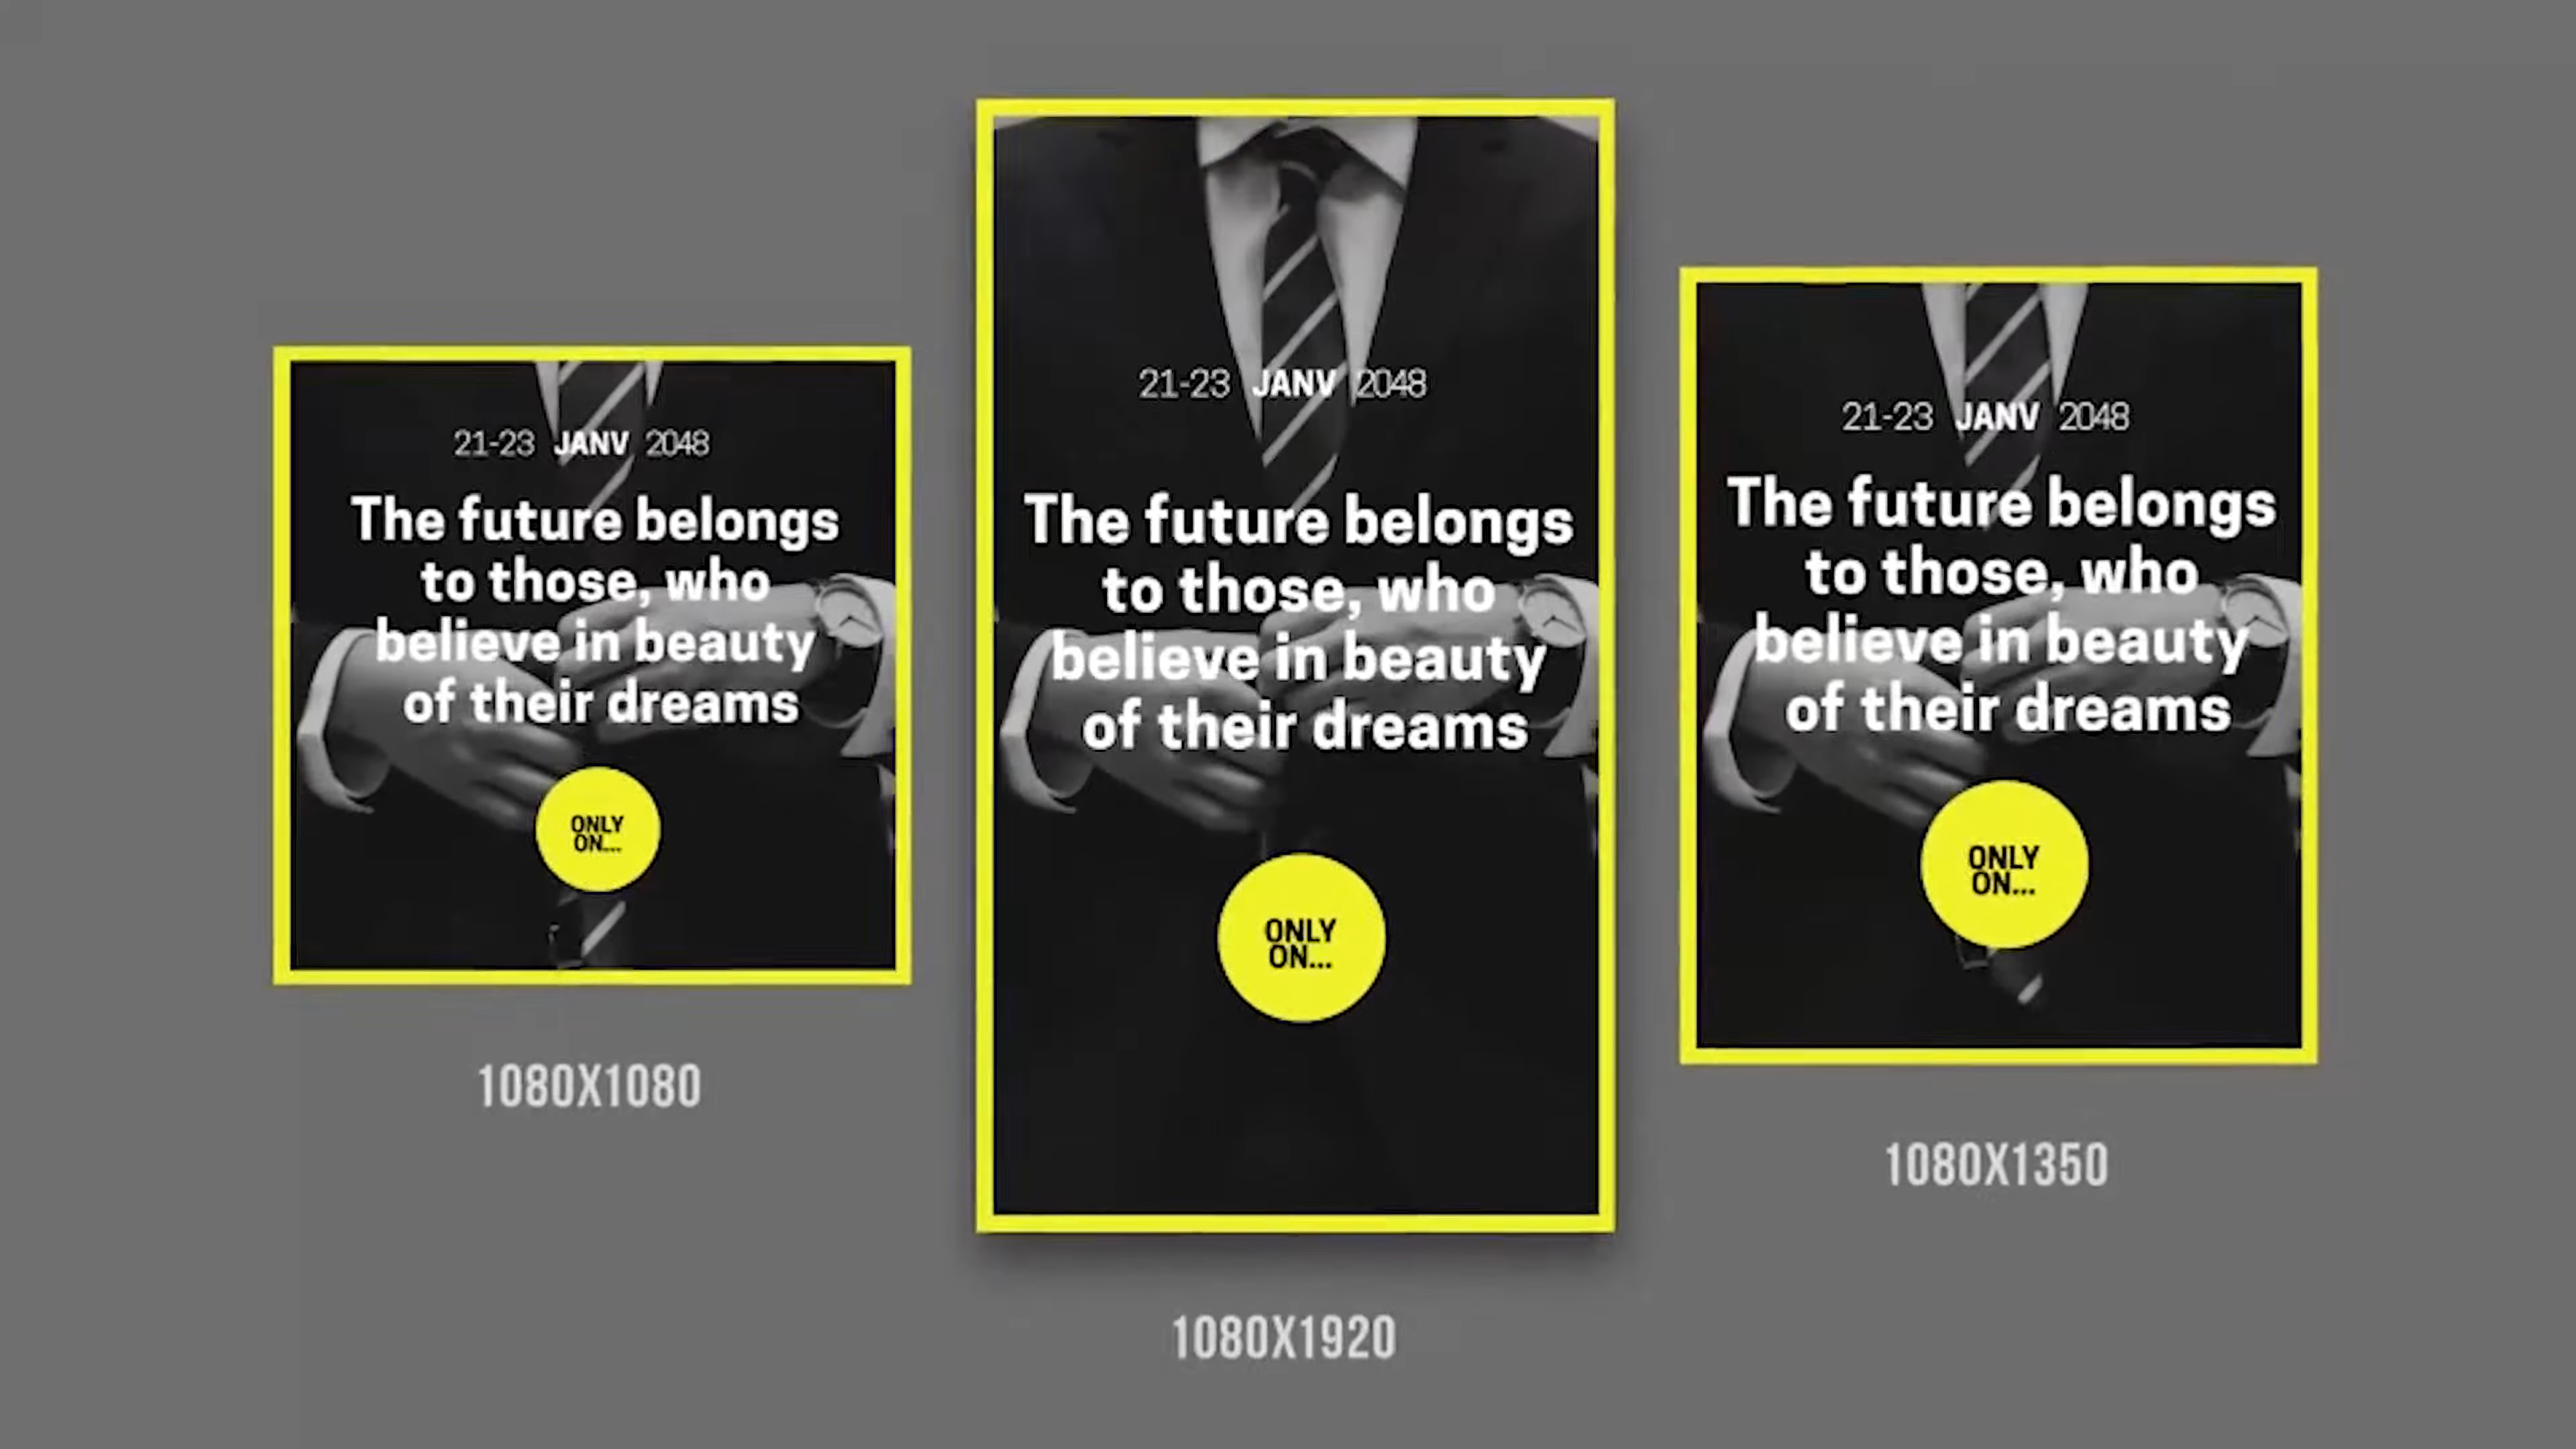 21-23 JANV 2048
The future belongs
to those, who
believe in beauty
of their dreams
ONLY
ON...
1080X1080
21-23 JANV 2048
The future belongs
to those, who
believe in beauty
of their dreams
ONLY
ON...
1080X1920
21-23 JANV 2048
The future belongs
to those, who
believe in beauty
of their dreams
ONLY
ON...
1080X1350